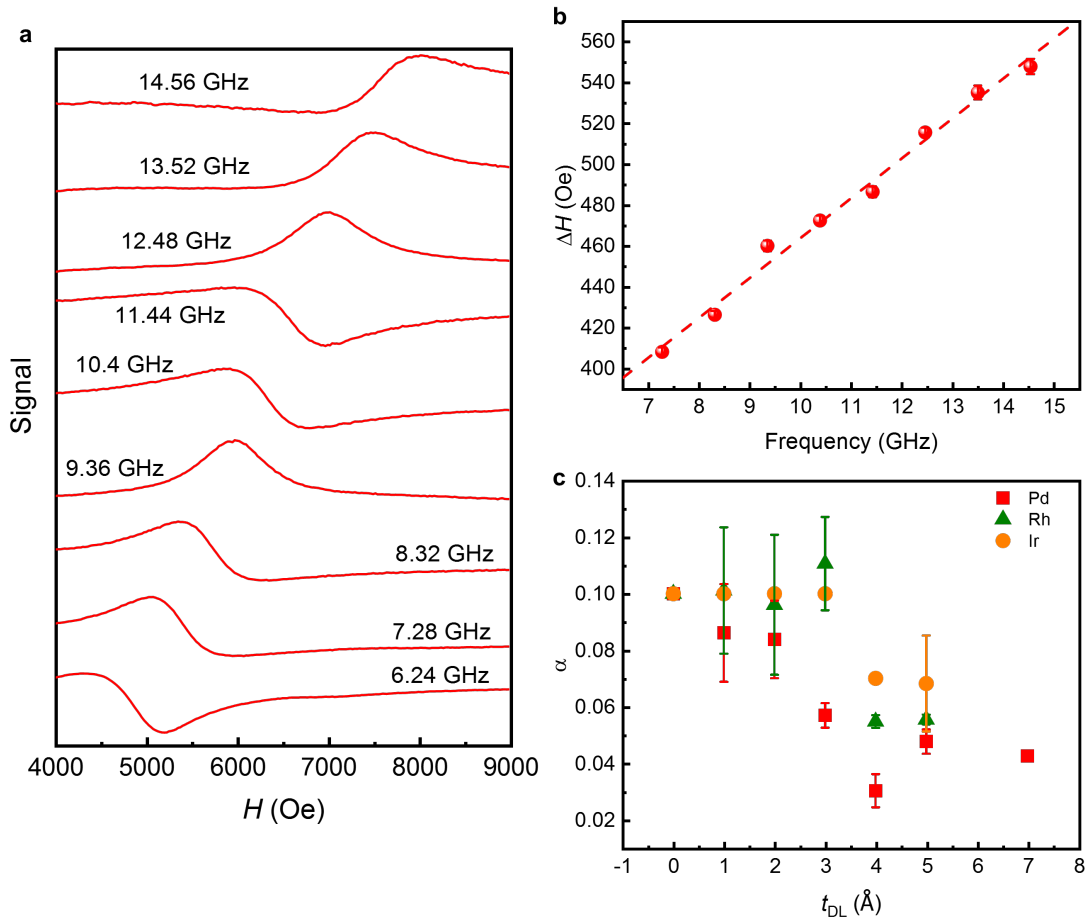 a
14.56 GHz
13.52 GHz
12.48 GHz
11.44 GHz
10.4 GHz
9.36 GHz
8.32 GHz
7.28 GHz
6.24 GHz
Signal
4000 5000 6000 7000 8000 9000
H (Oe)
b
560
540
520
500
480
460
440
420
400
ΔH (Oe)
7 8 9 10 11 12 13 14 15
Frequency (GHz)
c
0.14
0.12
0.10
0.08
0.06
0.04
0.02
α
Pd
Rh
Ir
-1 0 1 2 3 4 5 6 7 8
tDL (Å)